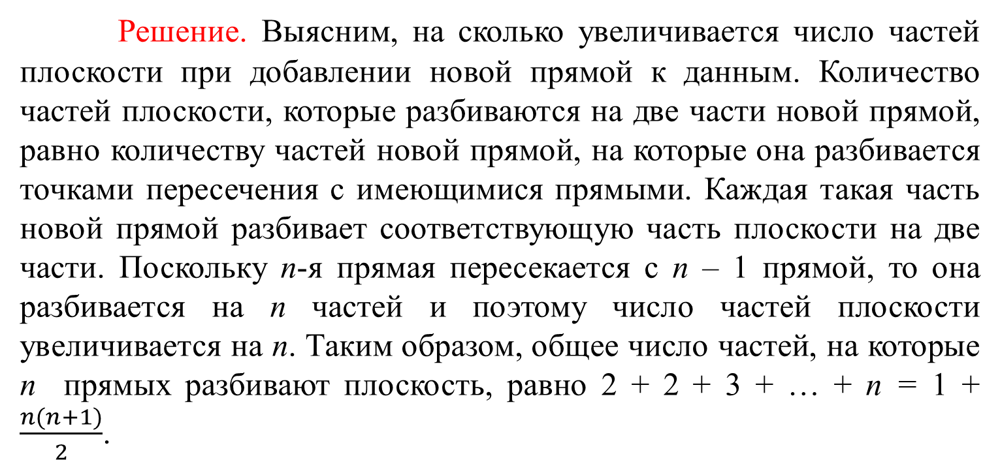 Решение. Выясним, на сколько увеличивается число частей
плоскости при добавлении новой прямой к данным. Количество
частей плоскости, которые разбиваются на две части новой прямой,
равно количеству частей новой прямой, на которые она разбивается
точками пересечения с имеющимися прямыми. Каждая такая часть
новой прямой разбивает соответствующую часть плоскости на две
части. Поскольку n-я прямая пересекается с n – 1 прямой, то она
разбивается на n частей и поэтому число частей плоскости
увеличивается на n. Таким образом, общее число частей, на которые
n прямых разбивают плоскость, равно 2 + 2 + 3 + … + n = 1 +
n(n+1)
2 .